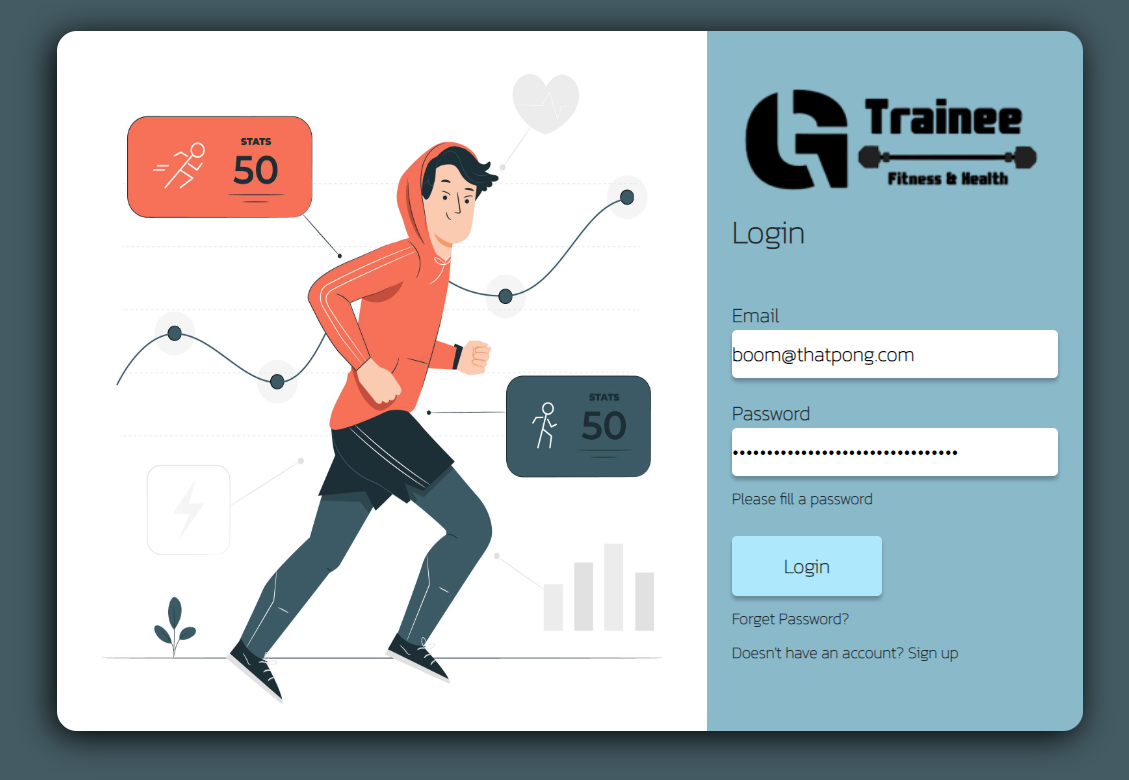 STATS
50
STATS
50
Trainee
Fitness & Health
Login
Email
boom@thatpong.com
Password
•••••••••••••••••••••••••••••••••
Please fill a password
Login
Forget Password?
Doesn't have an account? Sign up